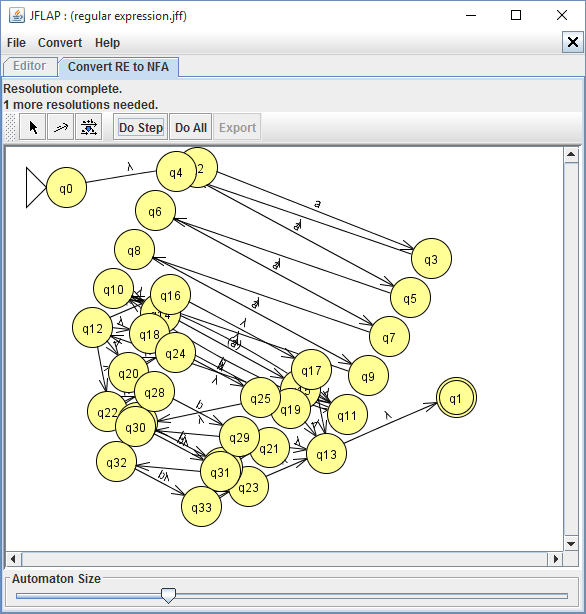 JFLAP : (regular expression.jff)
File Convert Help
Editor Convert RE to NFA
Resolution complete.
1 more resolutions needed.
Do Step Do All Export
q0
λ
q4
2
a
q6
q3
q8
q5
q10
q16
q7
q12
q18
λ
q24
q20
q17
q9
λ
q28
q25
q1
q22
b
q19
q11
λ
q30
λ
q29
q21
q13
q32
q31
bλ
q23
q33
Automaton Size